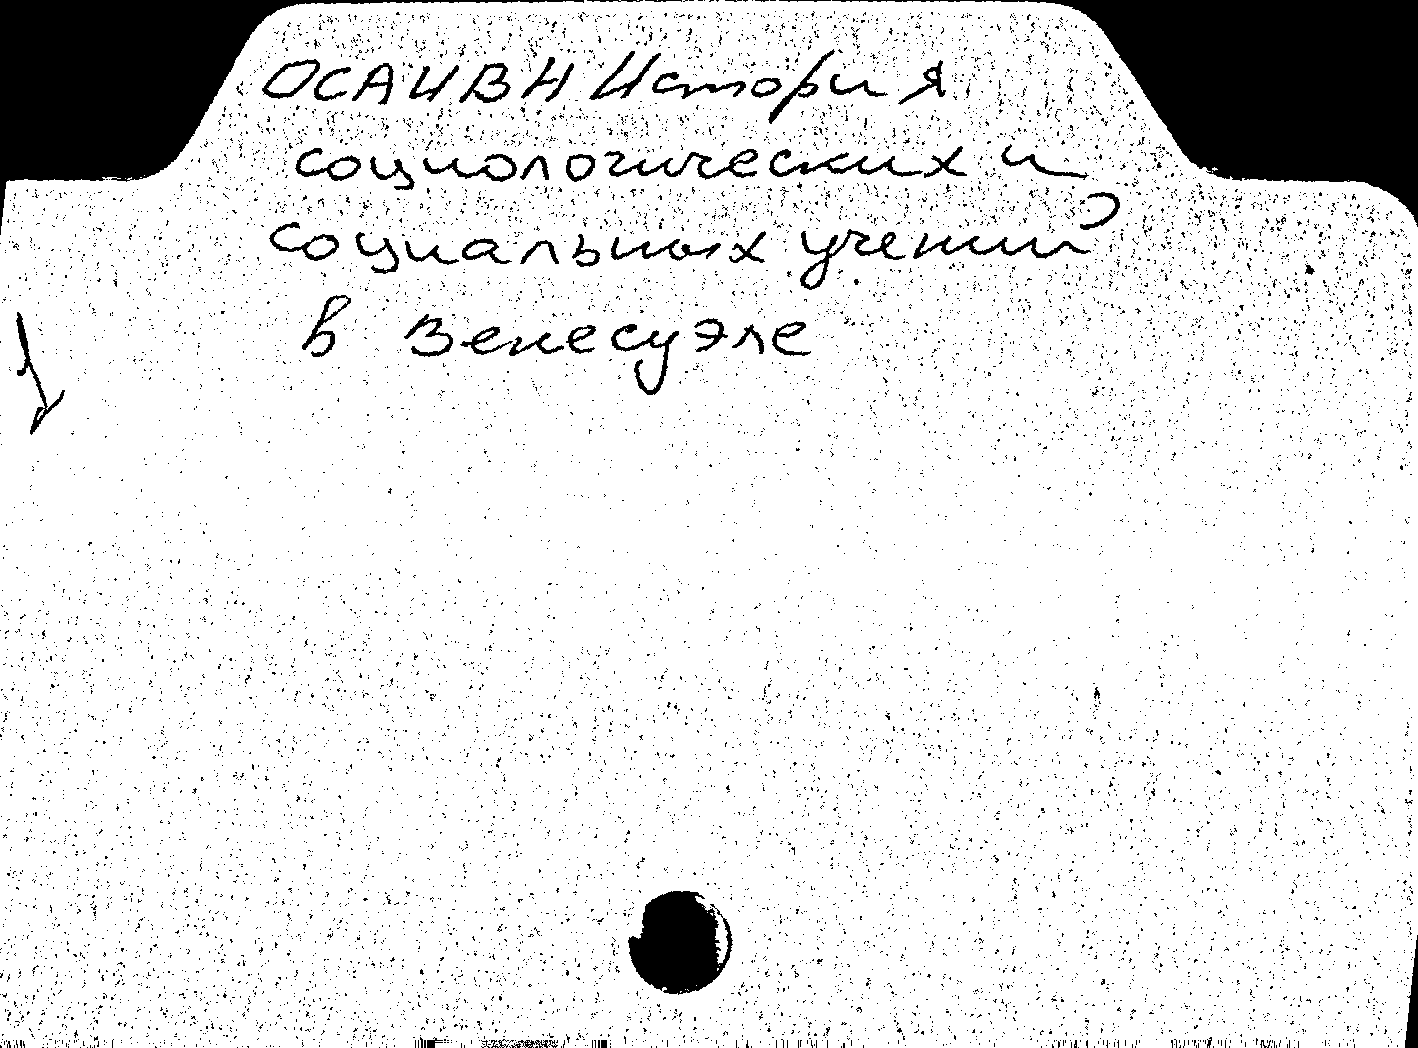 ОСАИВН История
социологических и
социальных учений
в Венесуэле